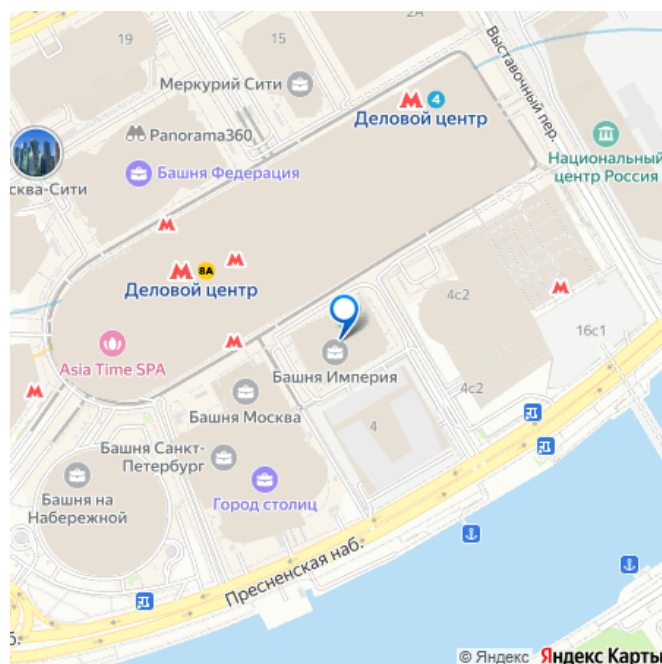 2А
19
15
Меркурий Сити
4
Деловой центр
Выставочный пер.
Panorama360
Национальный
центр Россия
сква-Сити
Башня Федерация
8А
Деловой центр
4с2
16с1
Asia Time SPA
Башня Империя
4с2
Башня Москва
4
Башня Санкт-
Петербург
Башня на
Набережной
Город столиц
Пресненская наб.
б.
© Яндекс Яндекс Карты